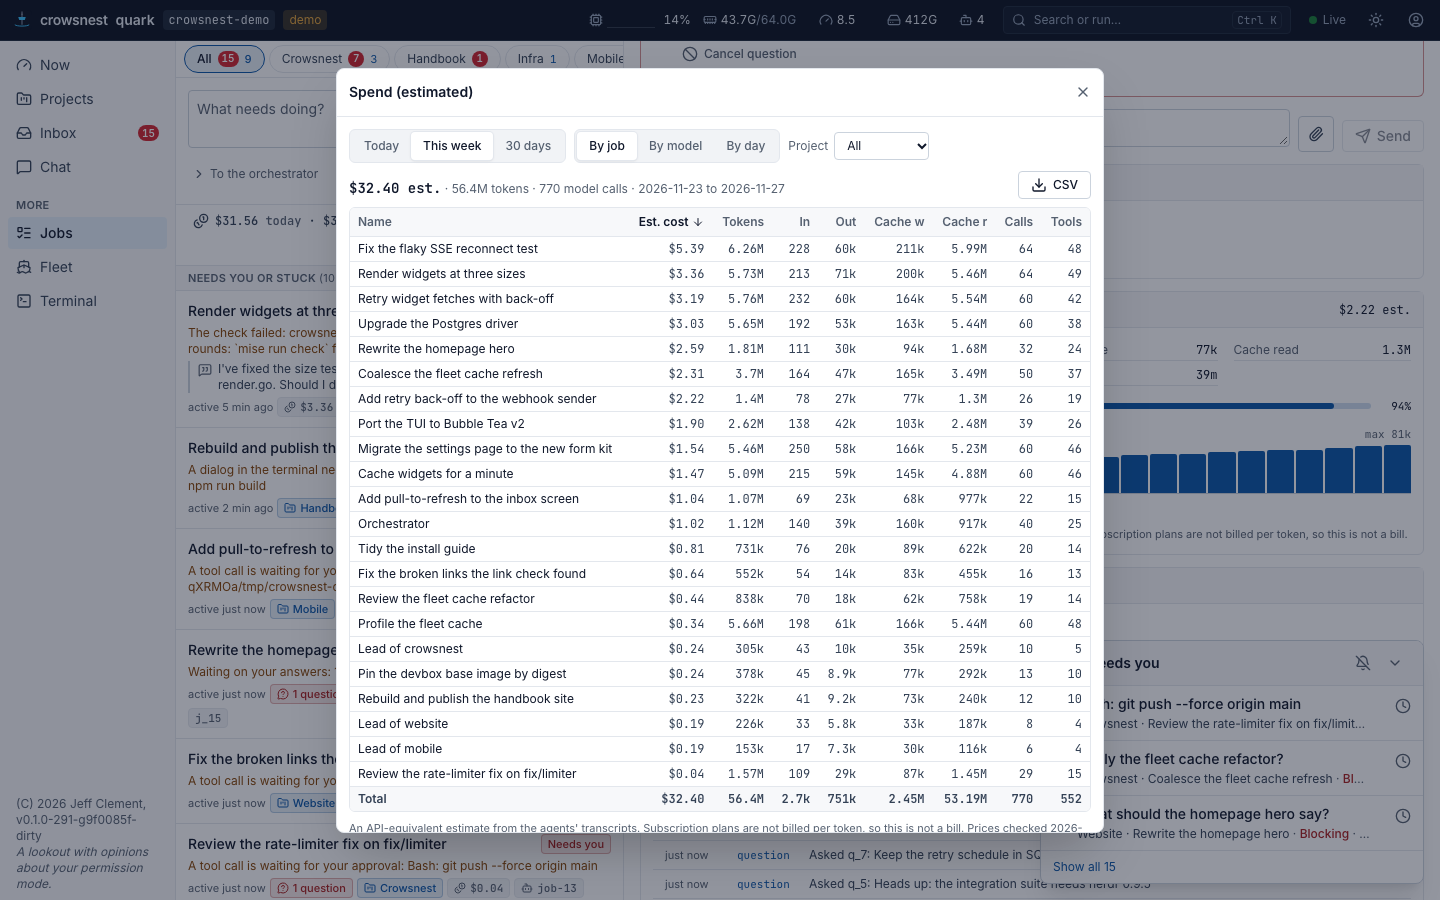 crowsnest quark crowsnest-demo demo 14% 43.7G/64.0G 8.5 412G 4 Search or run... Ctrl K Live
Now
Projects
Inbox 15
Chat
MORE
Jobs
Fleet
Terminal
(C) 2026 Jeff Clement,
v0.1.0-291-g9f0085f-
dirty
A lookout with opinions
about your permission
mode.
All 15 9 Crowsnest 7 3 Handbook 1 Infra 1 Mobile
What needs doing?
To the orchestrator
$31.56 today ·
NEEDS YOU OR STUCK (10
Render widgets at thre
The check failed: crowsne
rounds: `mise run check` f
I've fixed the size tes
render.go. Should I d
active 5 min ago $3.36
Rebuild and publish th
A dialog in the terminal ne
npm run build
active 2 min ago Handb
Add pull-to-refresh to
A tool call is waiting for yo
qXRMOa/tmp/crowsnest-d
active just now Mobile
Rewrite the homepage
Waiting on your answers:
active just now 1 questio
j_15
Fix the broken links th
A tool call is waiting for yo
active just now Website
Review the rate-limiter fix on fix/limiter Needs you
A tool call is waiting for your approval: Bash: git push --force origin main
active just now 1 question Crowsnest $0.04 job-13
Spend (estimated)
Today This week 30 days By job By model By day Project All
$32.40 est. · 56.4M tokens · 770 model calls · 2026-11-23 to 2026-11-27 CSV
Name Est. cost ↓ Tokens In Out Cache w Cache r Calls Tools
Fix the flaky SSE reconnect test $5.39 6.26M 228 60k 211k 5.99M 64 48
Render widgets at three sizes $3.36 5.73M 213 71k 200k 5.46M 64 49
Retry widget fetches with back-off $3.19 5.76M 232 60k 164k 5.54M 60 42
Upgrade the Postgres driver $3.03 5.65M 192 53k 163k 5.44M 60 38
Rewrite the homepage hero $2.59 1.81M 111 30k 94k 1.68M 32 24
Coalesce the fleet cache refresh $2.31 3.7M 164 47k 165k 3.49M 50 37
Add retry back-off to the webhook sender $2.22 1.4M 78 27k 77k 1.3M 26 19
Port the TUI to Bubble Tea v2 $1.90 2.62M 138 42k 103k 2.48M 39 26
Migrate the settings page to the new form kit $1.54 5.46M 250 58k 166k 5.23M 60 46
Cache widgets for a minute $1.47 5.09M 215 59k 145k 4.88M 60 46
Add pull-to-refresh to the inbox screen $1.04 1.07M 69 23k 68k 977k 22 15
Orchestrator $1.02 1.12M 140 39k 160k 917k 40 25
Tidy the install guide $0.81 731k 76 20k 89k 622k 20 14
Fix the broken links the link check found $0.64 552k 54 14k 83k 455k 16 13
Review the fleet cache refactor $0.44 838k 70 18k 62k 758k 19 14
Profile the fleet cache $0.34 5.66M 198 61k 166k 5.44M 60 48
Lead of crowsnest $0.24 305k 43 10k 35k 259k 10 5
Pin the devbox base image by digest $0.24 378k 45 8.9k 77k 292k 13 10
Rebuild and publish the handbook site $0.23 322k 41 9.2k 73k 240k 12 10
Lead of website $0.19 226k 33 5.8k 33k 187k 8 4
Lead of mobile $0.19 153k 17 7.3k 30k 116k 6 4
Review the rate-limiter fix on fix/limiter $0.04 1.57M 109 29k 87k 1.45M 29 15
Total $32.40 56.4M 2.7k 751k 2.45M 53.19M 770 552
An API-equivalent estimate from the agents' transcripts. Subscription plans are not billed per token, so this is not a bill. Prices checked 2026-
Cancel question
Send
$2.22 est.
77k Cache read 1.3M
39m
94%
max 81k
bscription plans are not billed per token, so this is not a bill.
eeds you
h: git push --force origin main
wsnest · Review the rate-limiter fix on fix/limit...
ly the fleet cache refactor?
wsnest · Coalesce the fleet cache refresh · Bl...
at should the homepage hero say?
Website · Rewrite the homepage hero · Blocking · ...
Show all 15
just now question Asked q_7: Keep the retry schedule in SQ
just now question Asked q_5: Heads up: the integration suite needs nerdf 0.9.3